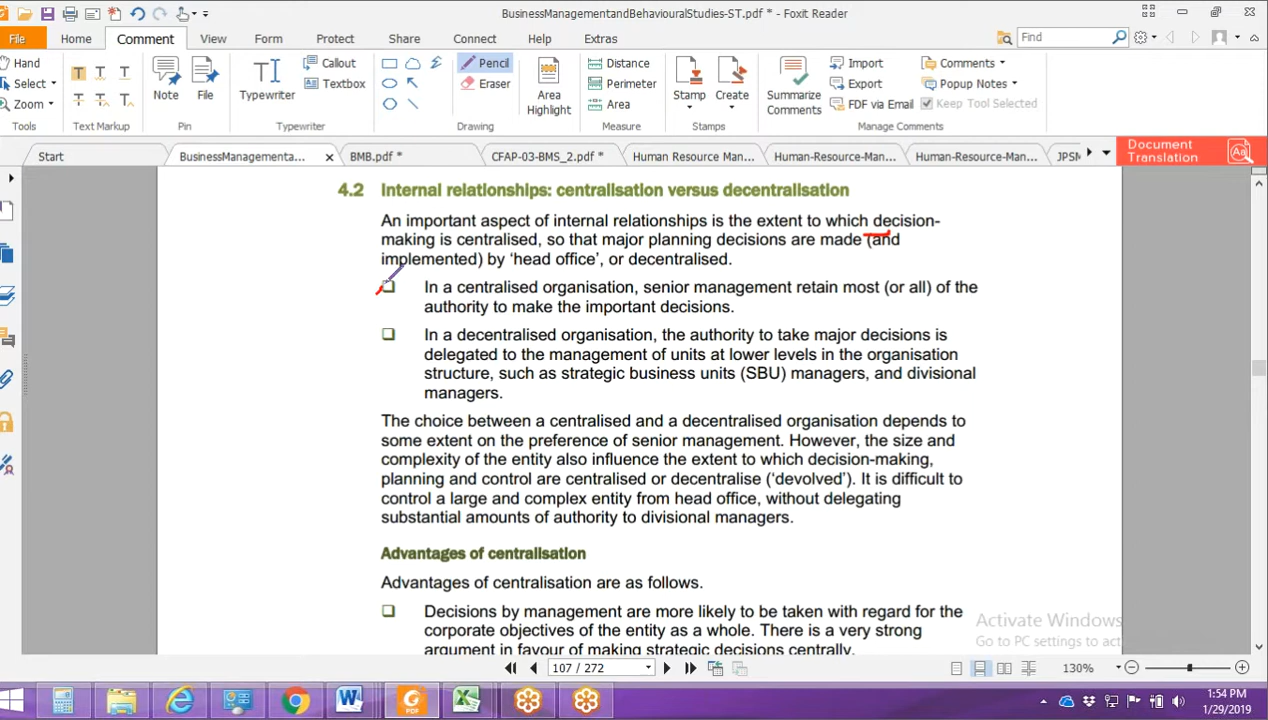 BusinessManagementandBehaviouralStudies-ST.pdf * - Foxit Reader
File Home Comment View Form Protect Share Connect Help Extras Find
Hand Select Zoom Tools
T T T T T T Text Markup
Note File Pin
Typewriter Callout Textbox Typewriter
Pencil Eraser Area Highlight Drawing
Distance Perimeter Area Measure
Stamp Create Stamps
Summarize Comments Import Export FDF via Email Comments Popup Notes Keep Tool Selected Manage Comments
Start BusinessManagementa... BMB.pdf * CFAP-03-BMS_2.pdf * Human Resource Man... Human-Resource-Man... Human-Resource-Man... JPSM Document Translation
4.2 Internal relationships: centralisation versus decentralisation
An important aspect of internal relationships is the extent to which decision-
making is centralised, so that major planning decisions are made (and
implemented) by ‘head office’, or decentralised.
In a centralised organisation, senior management retain most (or all) of the
authority to make the important decisions.
In a decentralised organisation, the authority to take major decisions is
delegated to the management of units at lower levels in the organisation
structure, such as strategic business units (SBU) managers, and divisional
managers.
The choice between a centralised and a decentralised organisation depends to
some extent on the preference of senior management. However, the size and
complexity of the entity also influence the extent to which decision-making,
planning and control are centralised or decentralise (‘devolved’). It is difficult to
control a large and complex entity from head office, without delegating
substantial amounts of authority to divisional managers.
Advantages of centralisation
Advantages of centralisation are as follows.
Decisions by management are more likely to be taken with regard for the
corporate objectives of the entity as a whole. There is a very strong
argument in favour of making strategic decisions centrally.
Activate Windows
Go to PC settings to act
107 / 272 130%
1:54 PM
1/29/2019